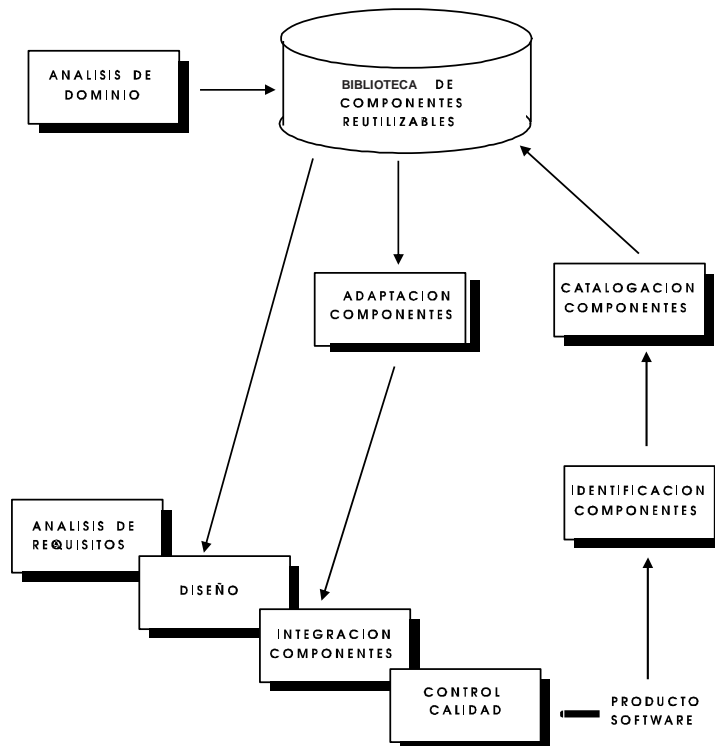 ANALISIS DE
DOMINIO
BIBLIOTECA DE
COMPONENTES
REUTILIZABLES
ADAPTACION
COMPONENTES
CATALOGACION
COMPONENTES
IDENTIFICACION
COMPONENTES
ANALISIS DE
REQUISITOS
DISEÑO
INTEGRACION
COMPONENTES
CONTROL
CALIDAD
PRODUCTO
SOFTWARE